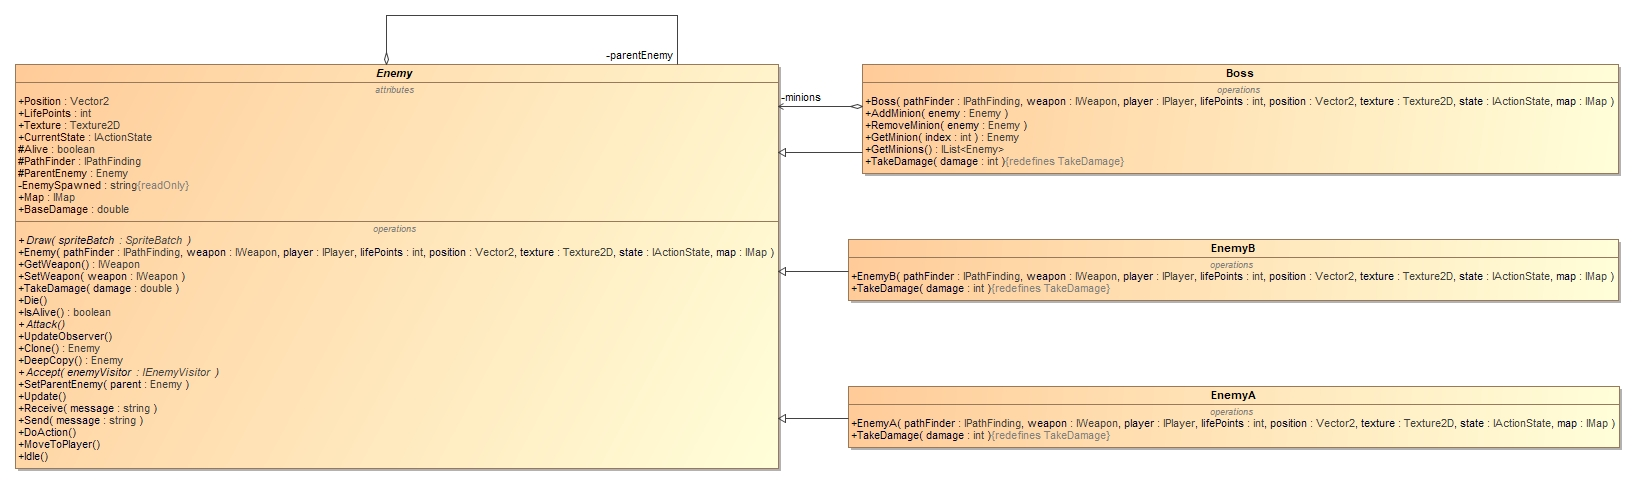 -parentEnemy
Enemy
attributes
+Position : Vector2
+LifePoints : int
+Texture : Texture2D
+CurrentState : IActionState
#Alive : boolean
#PathFinder : IPathFinding
#ParentEnemy : Enemy
-EnemySpawned : string{readOnly}
+Map : IMap
+BaseDamage : double
operations
+Draw( spriteBatch : SpriteBatch )
+Enemy( pathFinder : IPathFinding, weapon : IWeapon, player : IPlayer, lifePoints : int, position : Vector2, texture : Texture2D, state : IActionState, map : IMap )
+GetWeapon() : IWeapon
+SetWeapon( weapon : IWeapon )
+TakeDamage( damage : double )
+Die()
+IsAlive() : boolean
+Attack()
+UpdateObserver()
+Clone() : Enemy
+DeepCopy() : Enemy
+Accept( enemyVisitor : IEnemyVisitor )
+SetParentEnemy( parent : Enemy )
+Update()
+Receive( message : string )
+Send( message : string )
+DoAction()
+MoveToPlayer()
+Idle()
-minions
Boss
operations
+Boss( pathFinder : IPathFinding, weapon : IWeapon, player : IPlayer, lifePoints : int, position : Vector2, texture : Texture2D, state : IActionState, map : IMap )
+AddMinion( enemy : Enemy )
+RemoveMinion( enemy : Enemy )
+GetMinion( index : int ) : Enemy
+GetMinions() : IList<Enemy>
+TakeDamage( damage : int ){redefines TakeDamage}
EnemyB
operations
+EnemyB( pathFinder : IPathFinding, weapon : IWeapon, player : IPlayer, lifePoints : int, position : Vector2, texture : Texture2D, state : IActionState, map : IMap )
+TakeDamage( damage : int ){redefines TakeDamage}
EnemyA
operations
+EnemyA( pathFinder : IPathFinding, weapon : IWeapon, player : IPlayer, lifePoints : int, position : Vector2, texture : Texture2D, state : IActionState, map : IMap )
+TakeDamage( damage : int ){redefines TakeDamage}